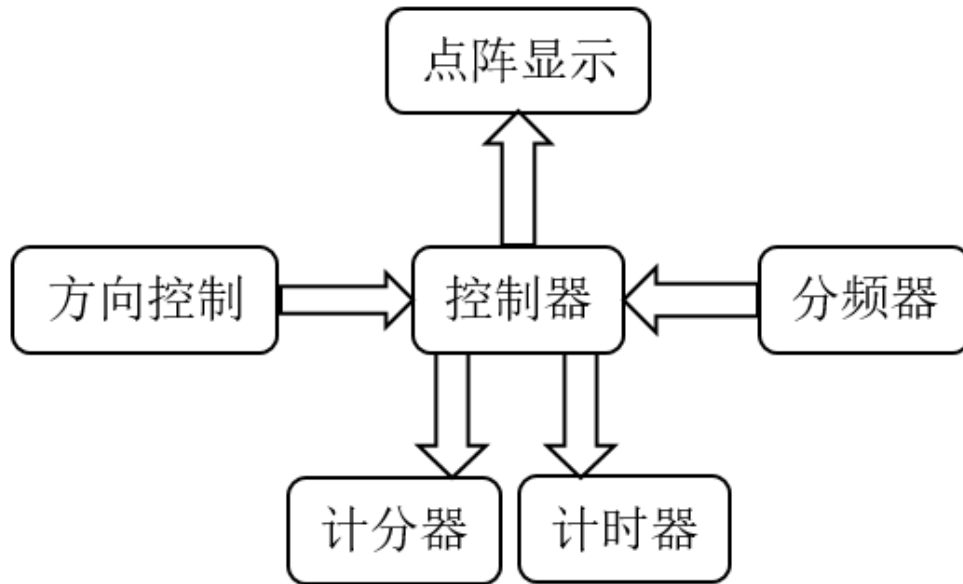 点阵显示
方向控制
控制器
分频器
计分器
计时器